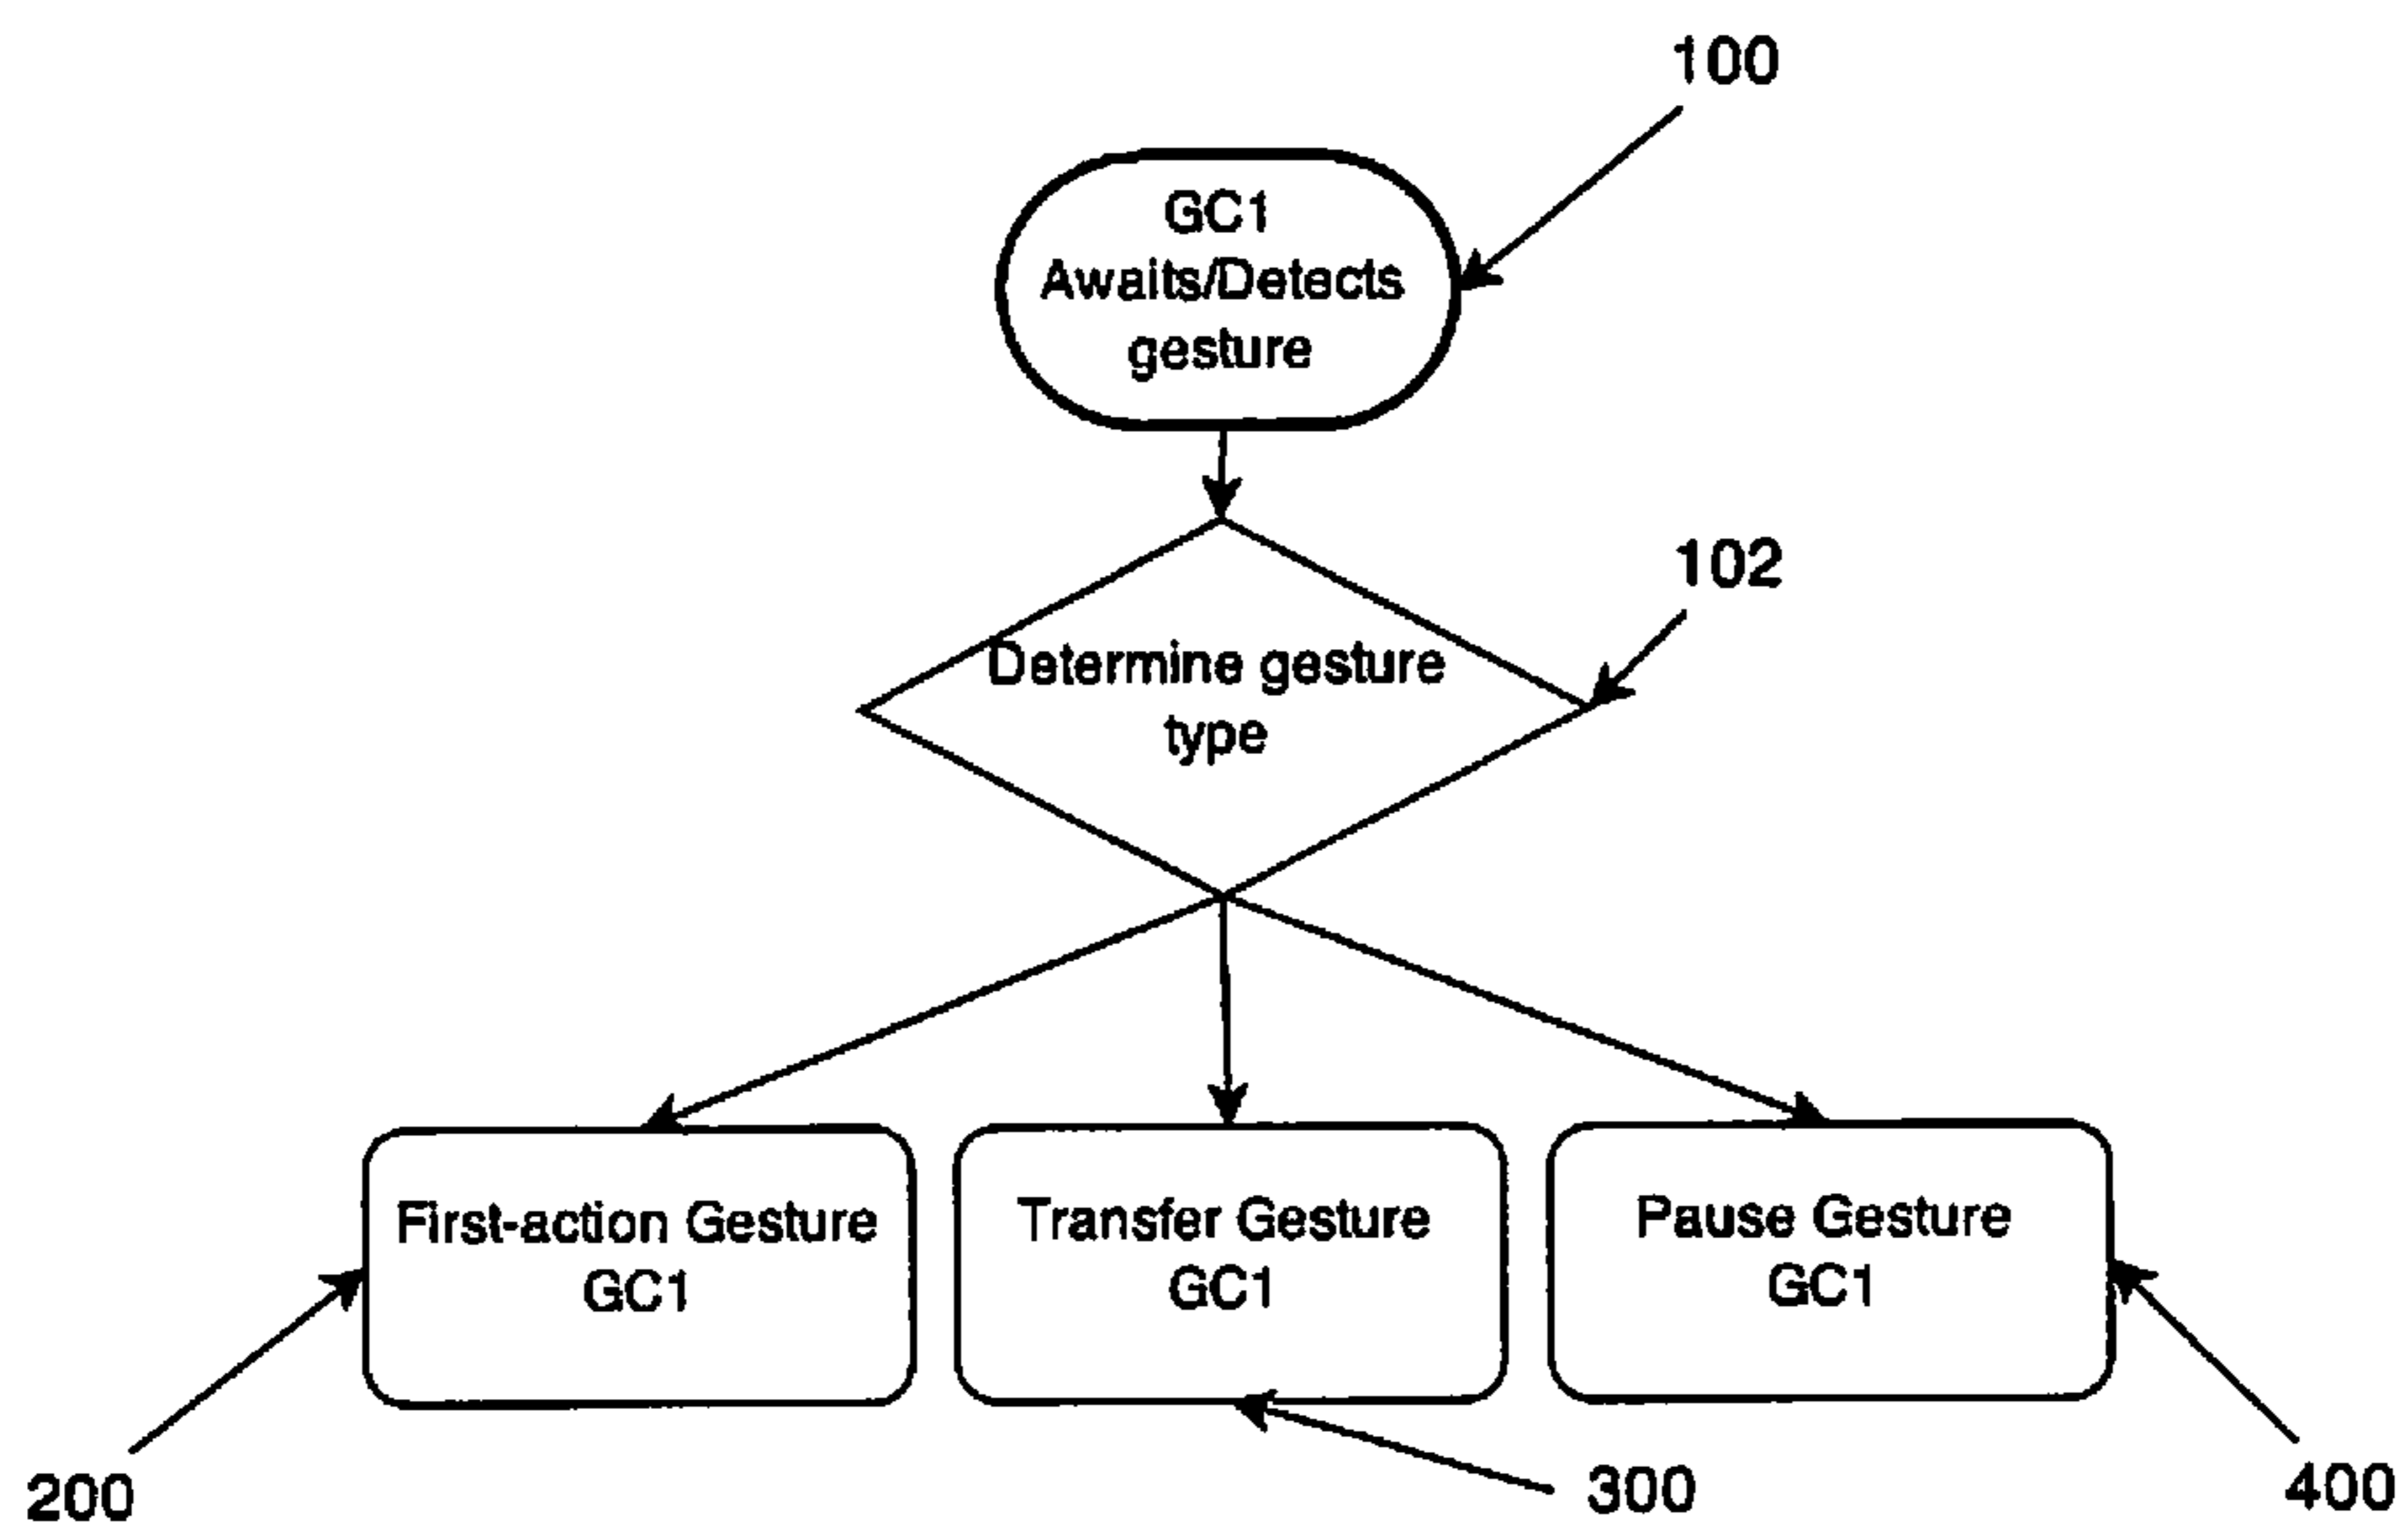 100
GC1
Awaits/Detects
gesture
102
Determine gesture
type
First-action Gesture
GC1
Transfer Gesture
GC1
Pause Gesture
GC1
200
300
400